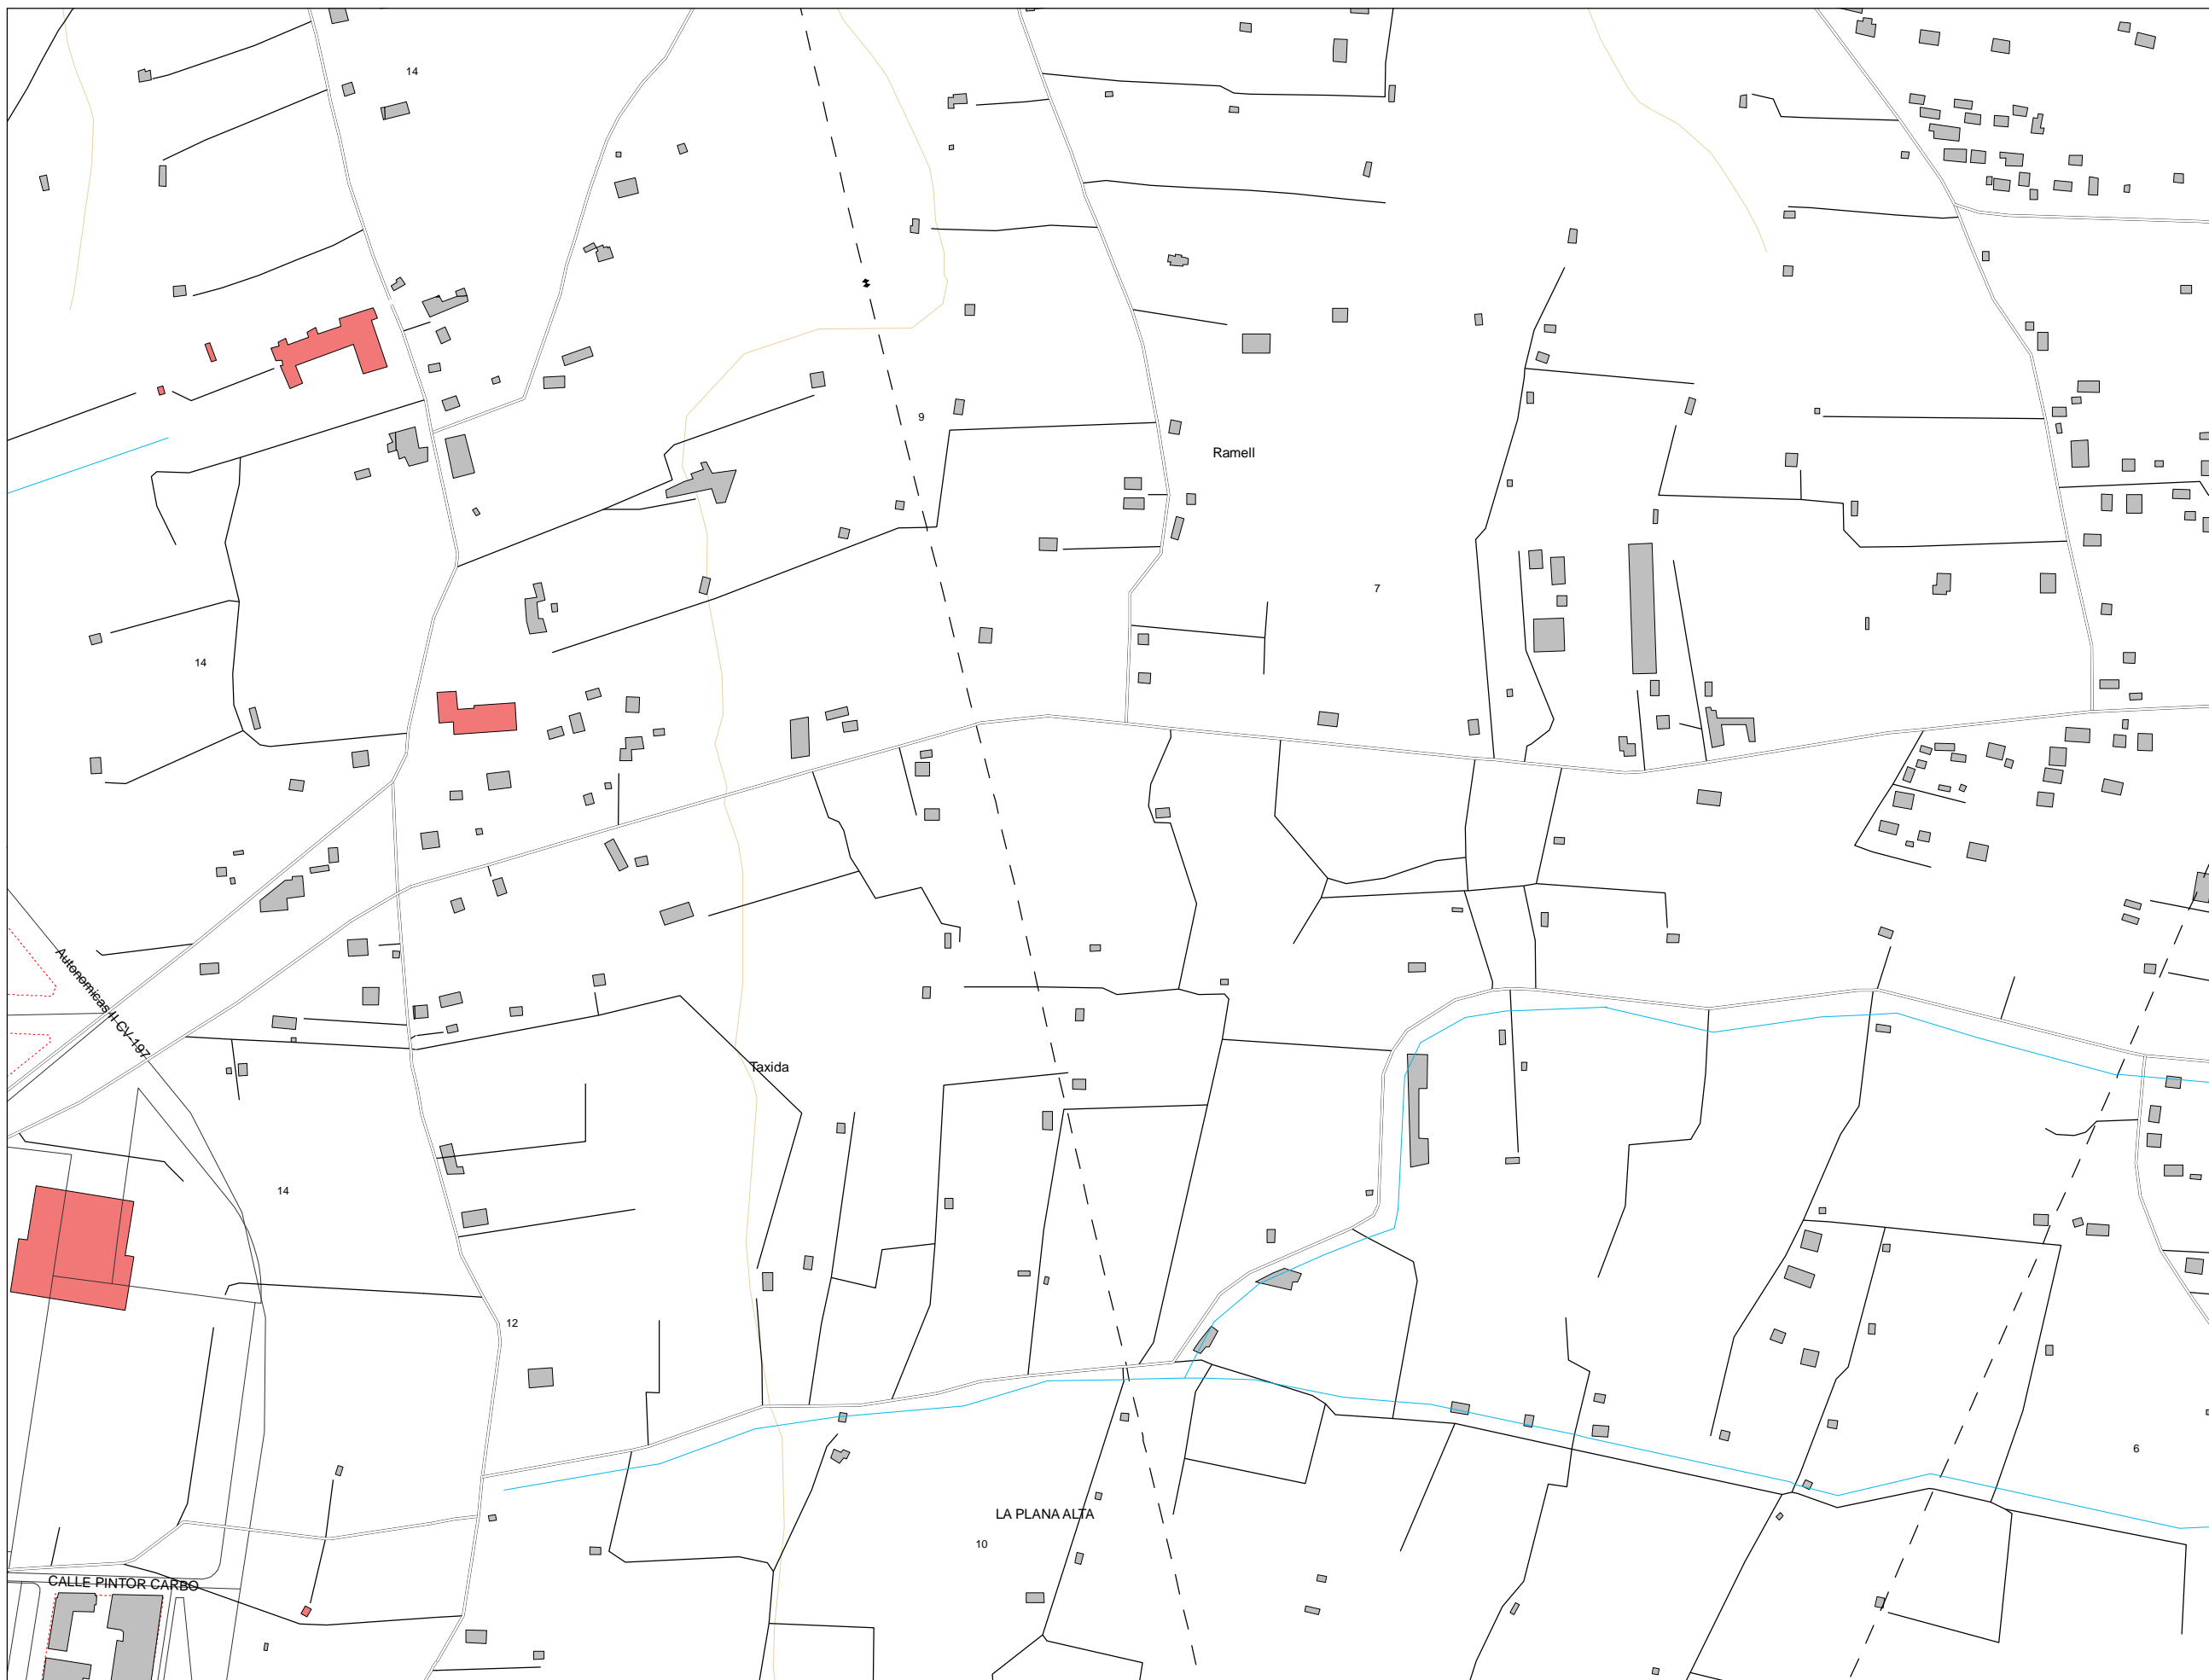 14
9
Ramell
7
14
Autonomicas II CV-197
Taxida
14
12
6
LA PLANA ALTA
10
CALLE PINTOR CARBO